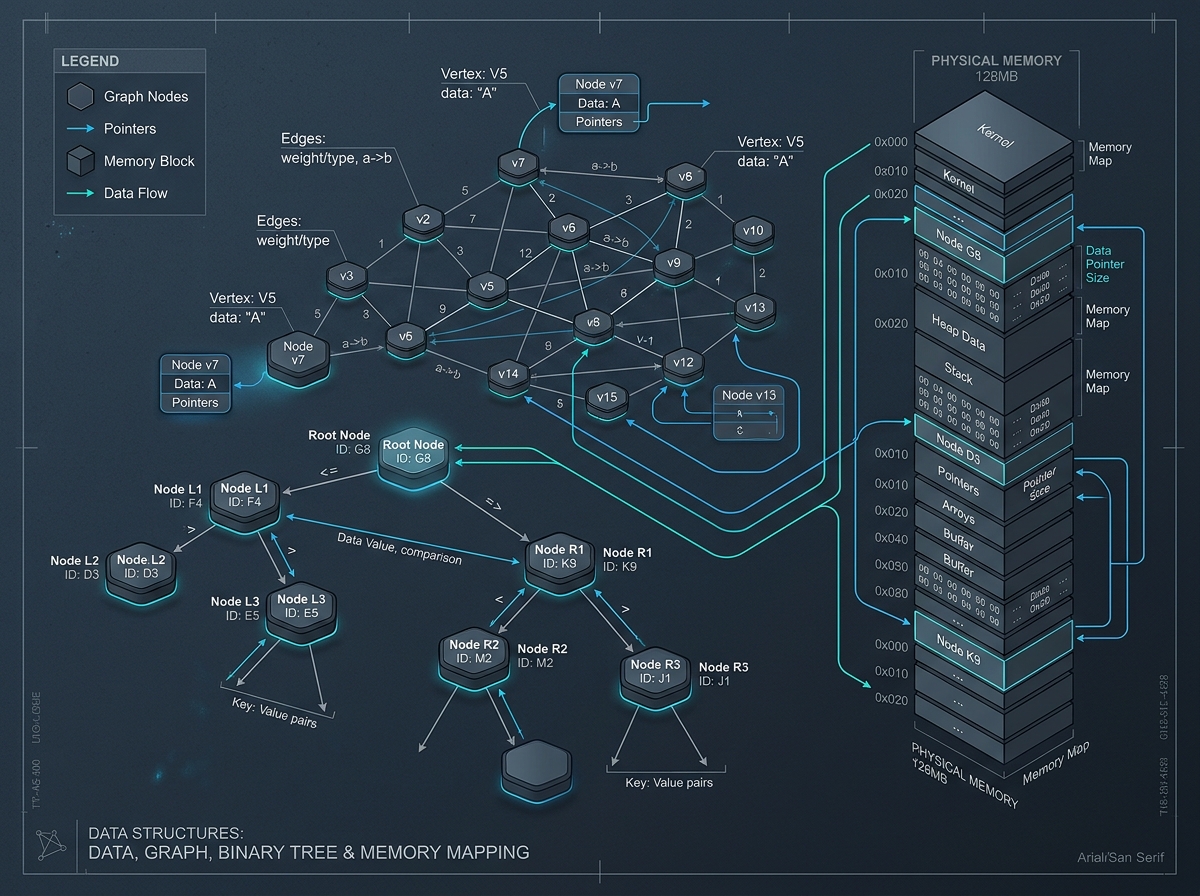 LEGEND
Graph Nodes
Pointers
Memory Block
Data Flow
Vertex: V5
data: "A"
Node v7
Data: A
Pointers
Edges:
weight/type, a->b
Vertex: V5
data: "A"
Edges:
weight/type
Vertex: V5
data: "A"
Node v7
Data: A
Pointers
v7
a->b
v6
5
2
3
1
v2
7
v6
a->b
2
v10
1
3
12
a->b
v9
2
v3
v5
6
1
v13
5
3
9
v8
Node
v7
a->b
v6
9
v-1
a->b
v14
v12
5
v15
Node v13
C
Root Node
ID: G8
Root Node
ID: G8
<=
=>
Node L1
ID: F4
Node L1
ID: F4
>
>
Data Value, comparison
Node L2
ID: D3
Node L2
ID: D3
Node R1
ID: K9
Node R1
ID: K9
Node L3
ID: E5
Node L3
ID: E5
<
>
Node R2
ID: M2
Node R2
ID: M2
Node R3
ID: J1
Node R3
ID: J1
Key: Value pairs
Key: Value pairs
PHYSICAL MEMORY
128MB
Kernel
0x000
0x010
0x020
Kernel
...
Node G8
0x010
0x020
Heap Data
Stack
Node D3
0x010
Pointers
0x010
Arrays
0x020
0x040
0x080
...
Node K9
0x000
...
0x010
...
0x020
...
Memory
Map
Data
Pointer
Size
Memory
Map
Memory
Map
PHYSICAL MEMORY
Memory Map
DATA STRUCTURES:
DATA, GRAPH, BINARY TREE & MEMORY MAPPING
Arial/San Serif